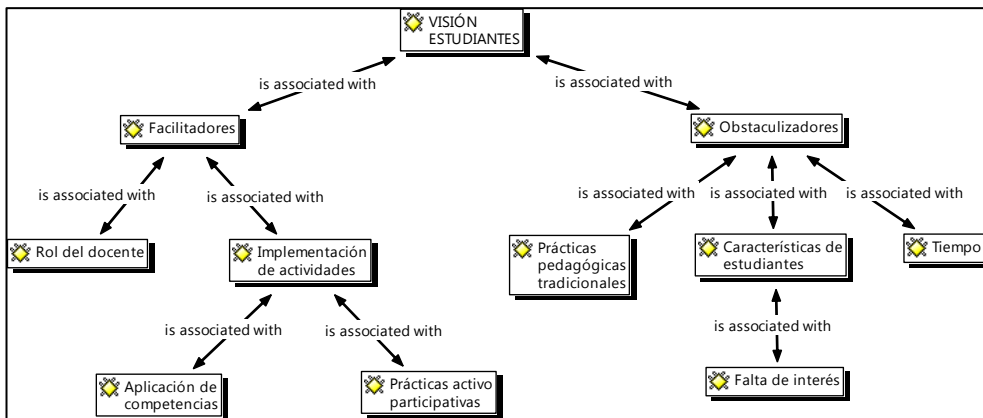 VISIÓN
ESTUDIANTES
is associated with
is associated with
Facilitadores
Obstaculizadores
is associated with
is associated with
is associated with
is associated with
is associated with
Rol del docente
Implementación
de actividades
Prácticas
pedagógicas
tradicionales
Características de
estudiantes
Tiempo
is associated with
is associated with
is associated with
Aplicación de
competencias
Prácticas activo
participativas
Falta de interés